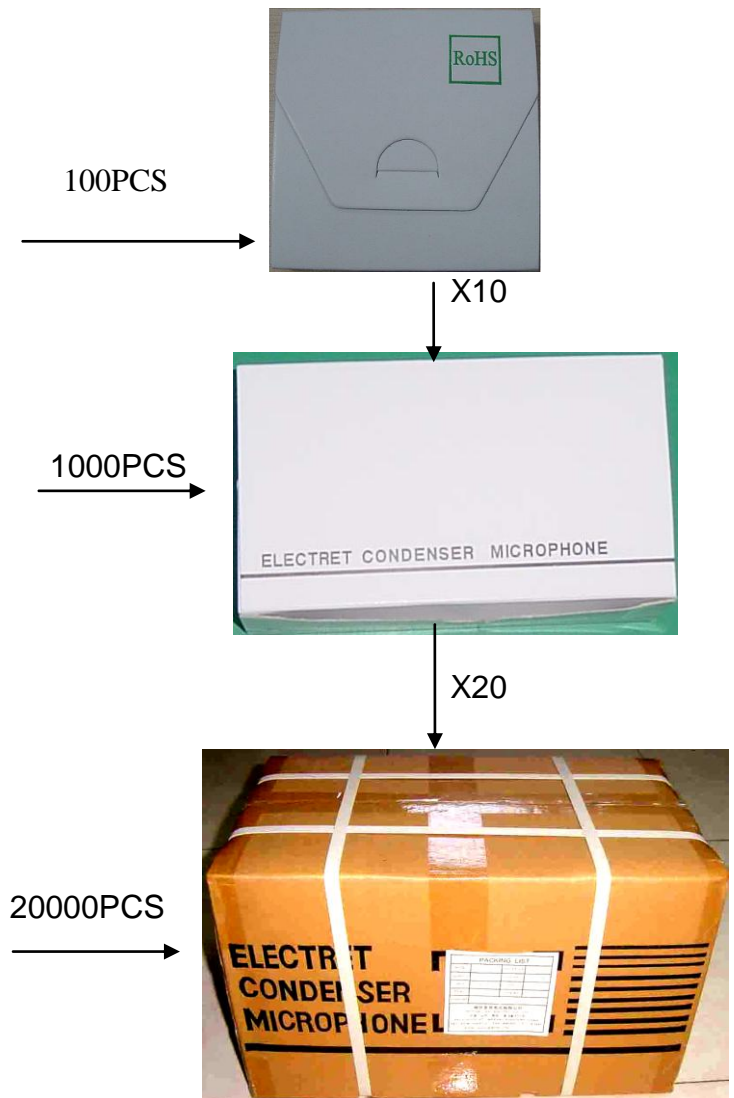 RoHS
100PCS
X10
1000PCS
ELECTRET CONDENSER MICROPHONE
X20
20000PCS
ELECTRET
CONDENSER
MICROPHONE
PACKING LIST